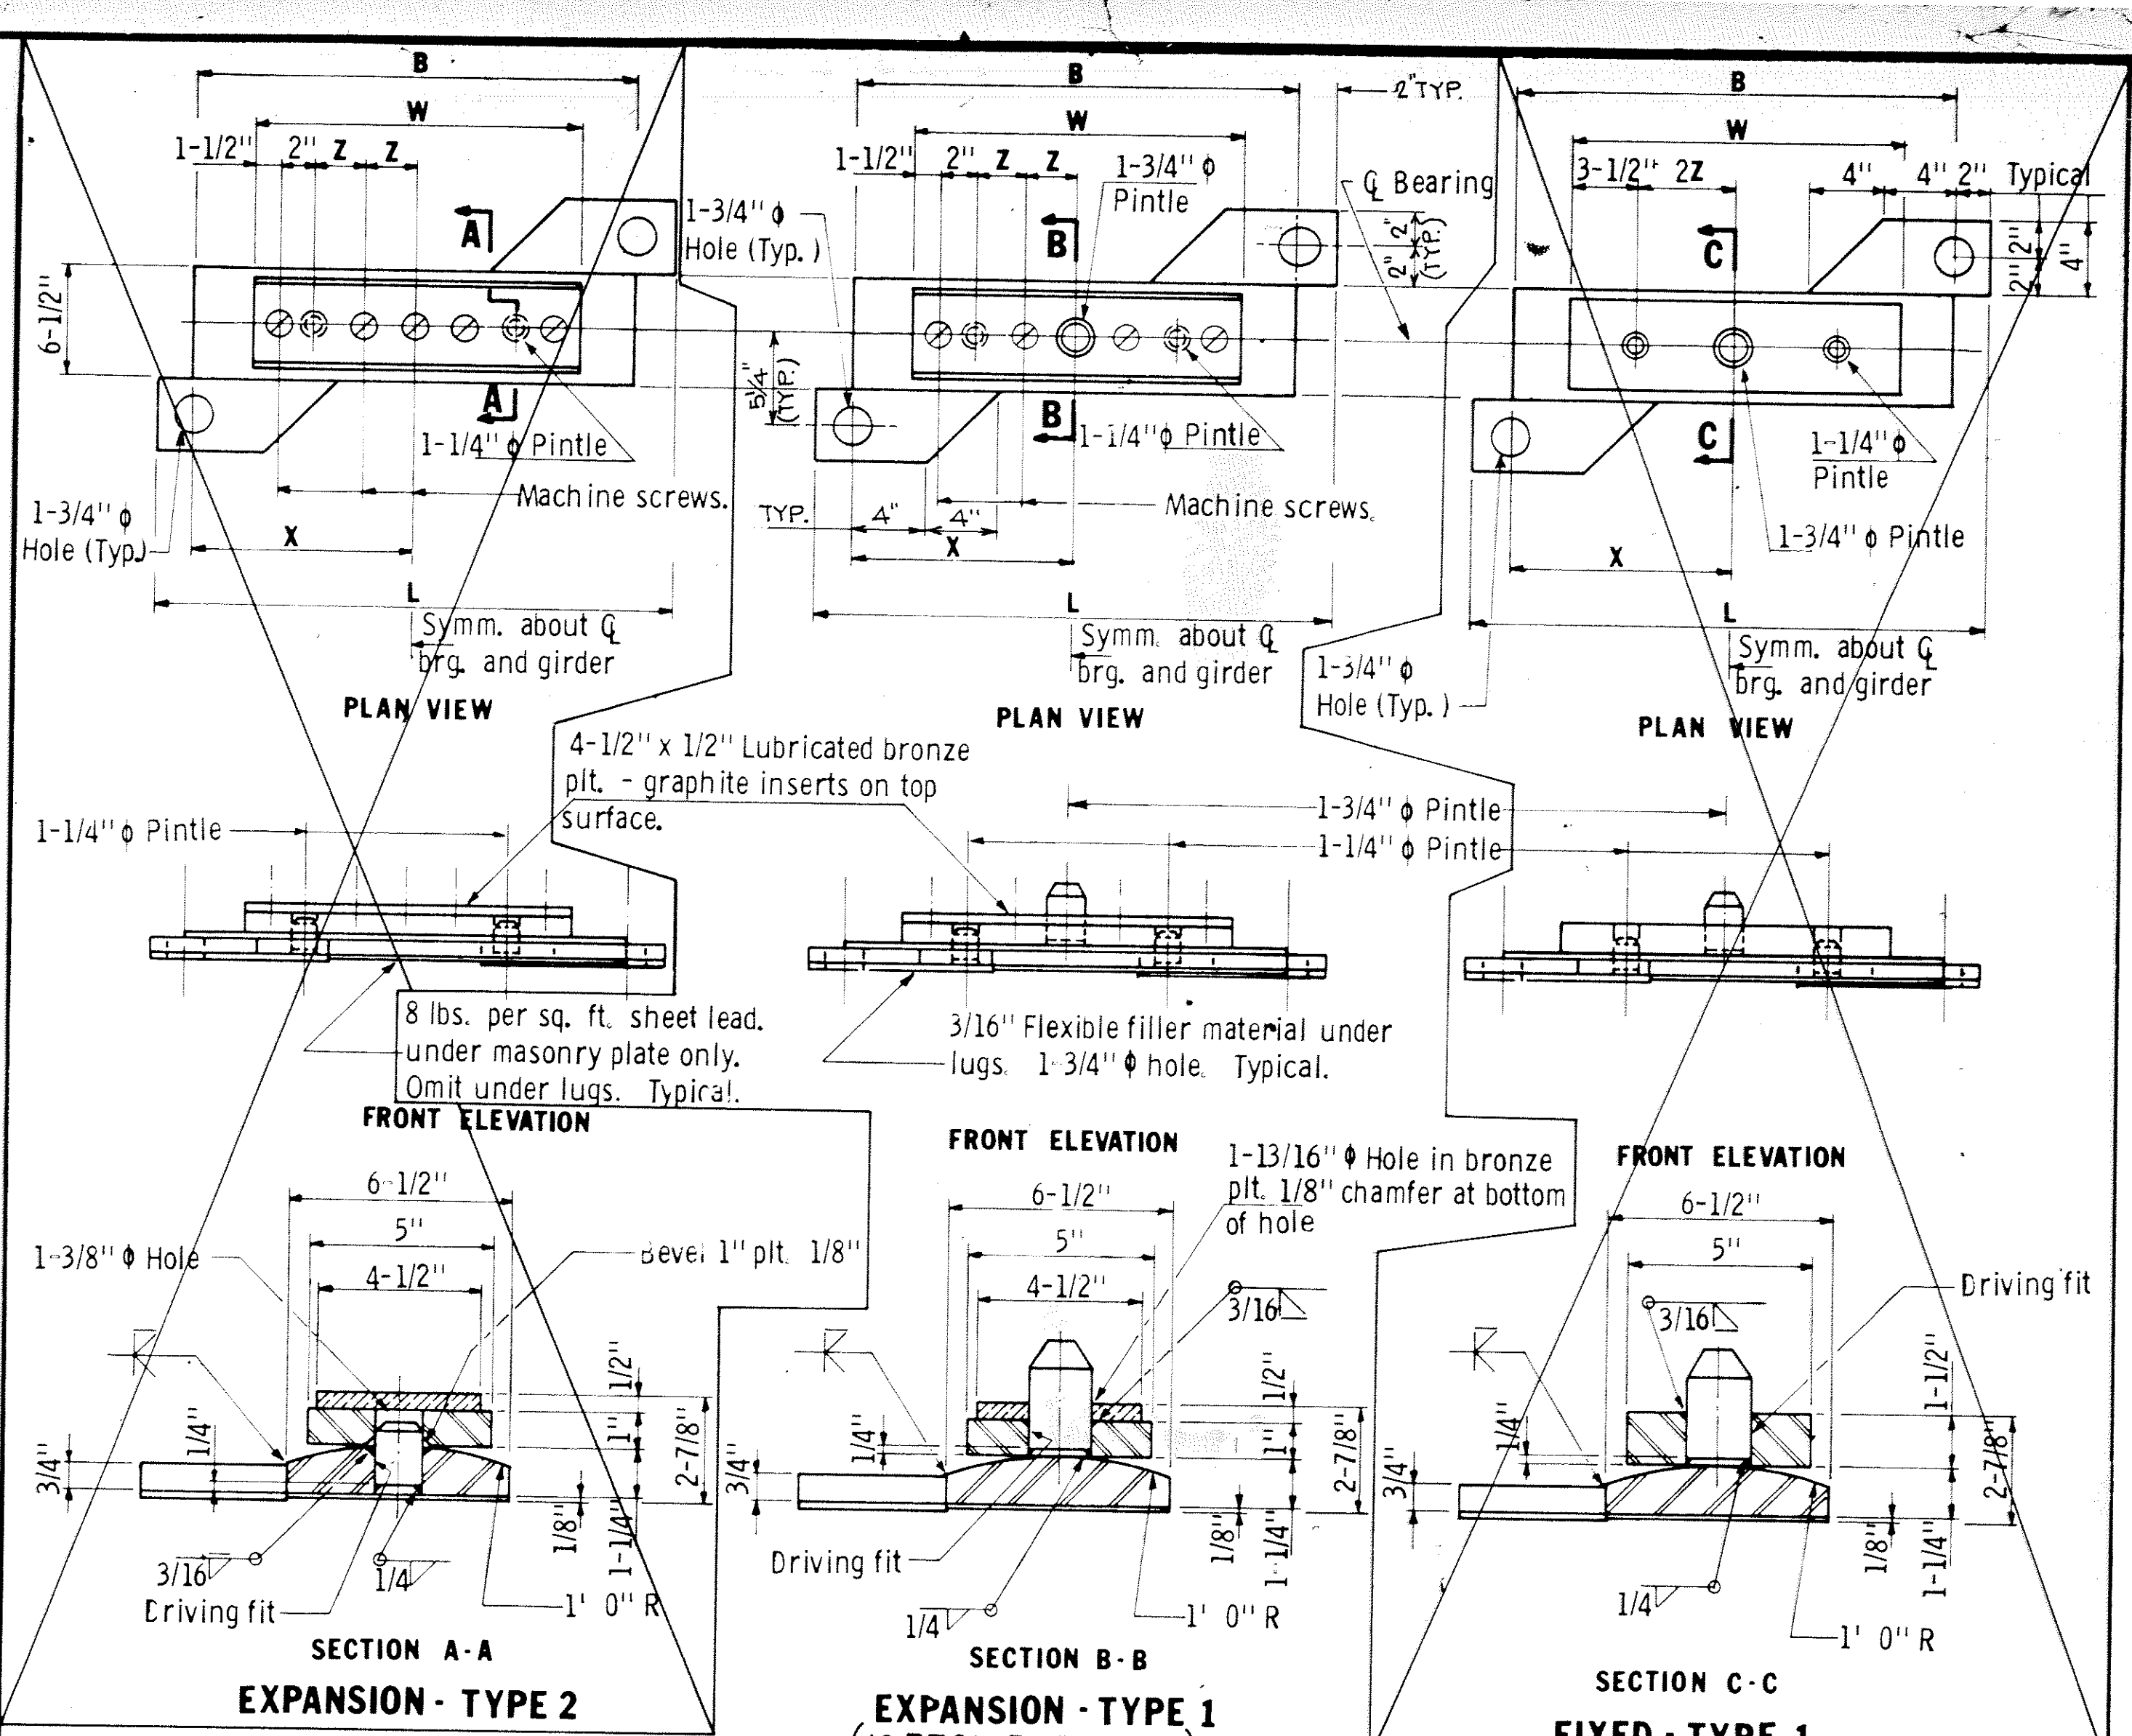 B
W
1-1/2" 2" Z Z
A
6-1/2"
A
1-1/4" ϕ Pintle
Machine screws.
1-3/4" ϕ
Hole (Typ.)
X
L
Symm. about ℄
brg. and girder
PLAN VIEW
B
2" TYP.
W
1-1/2" 2" Z Z
1-3/4" ϕ
Pintle
℄ Bearing
1-3/4" ϕ
Hole (Typ.)
B
2" 2"
(TYP.)
5 1/4"
(TYP.)
B
1-1/4" ϕ Pintle
Machine screws.
TYP.
4" 4"
X
L
Symm. about ℄
brg. and girder
PLAN VIEW
B
W
3-1/2" 2Z
4" 4" 2" Typical
C
2" 2"
4"
C
1-1/4" ϕ
Pintle
1-3/4" ϕ Pintle
X
L
1-3/4" ϕ
Hole (Typ.)
Symm. about ℄
brg. and girder
PLAN VIEW
4-1/2" x 1/2" Lubricated bronze
plt. - graphite inserts on top
surface.
1-1/4" ϕ Pintle
1-3/4" ϕ Pintle
1-1/4" ϕ Pintle
8 lbs. per sq. ft. sheet lead.
under masonry plate only.
Omit under lugs. Typical.
FRONT ELEVATION
3/16" Flexible filler material under
lugs. 1-3/4" ϕ hole. Typical.
FRONT ELEVATION
FRONT ELEVATION
6-1/2"
5"
4-1/2"
1-3/8" ϕ Hole
Bevel 1" plt. 1/8"
1/4"
3/4"
1/2"
1"
2-7/8"
1/8"
1-1/4"
3/16
1/4
Driving fit
1' 0" R
SECTION A-A
EXPANSION - TYPE 2
1-13/16" ϕ Hole in bronze
plt. 1/8" chamfer at bottom
of hole
6-1/2"
5"
4-1/2"
3/16
1/4"
3/4"
1/2"
1"
2-7/8"
1/8"
1-1/4"
Driving fit
1/4
1' 0" R
SECTION B-B
EXPANSION - TYPE 1
6-1/2"
5"
Driving fit
3/16
1/4"
3/4"
1-1/2"
2-7/8"
1/8"
1-1/4"
1/4
1' 0" R
SECTION C-C
FIXED - TYPE 1